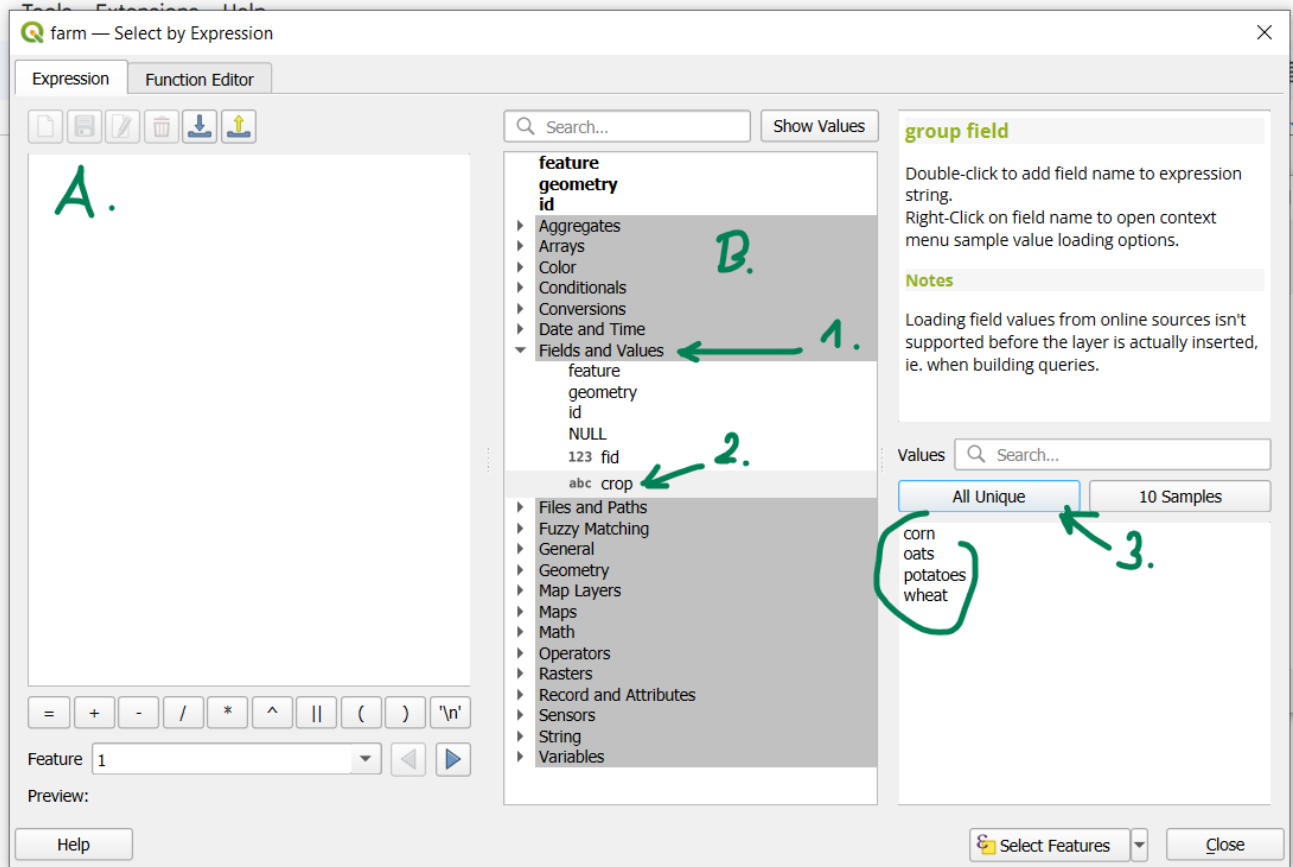 Tools Extensions Help
farm — Select by Expression
Expression Function Editor
A.
= + - / * ^ || ( ) '\n'
Feature 1
Preview:
Help
Search... Show Values
feature
geometry
id
Aggregates
Arrays
B.
Color
Conditionals
Conversions
Date and Time
Fields and Values 1.
feature
geometry
id
NULL
123 fid
2.
abc crop
Files and Paths
Fuzzy Matching
General
Geometry
Map Layers
Maps
Math
Operators
Rasters
Record and Attributes
Sensors
String
Variables
group field
Double-click to add field name to expression
string.
Right-Click on field name to open context
menu sample value loading options.
Notes
Loading field values from online sources isn't
supported before the layer is actually inserted,
ie. when building queries.
Values Search...
All Unique 10 Samples
3.
corn
oats
potatoes
wheat
Select Features Close